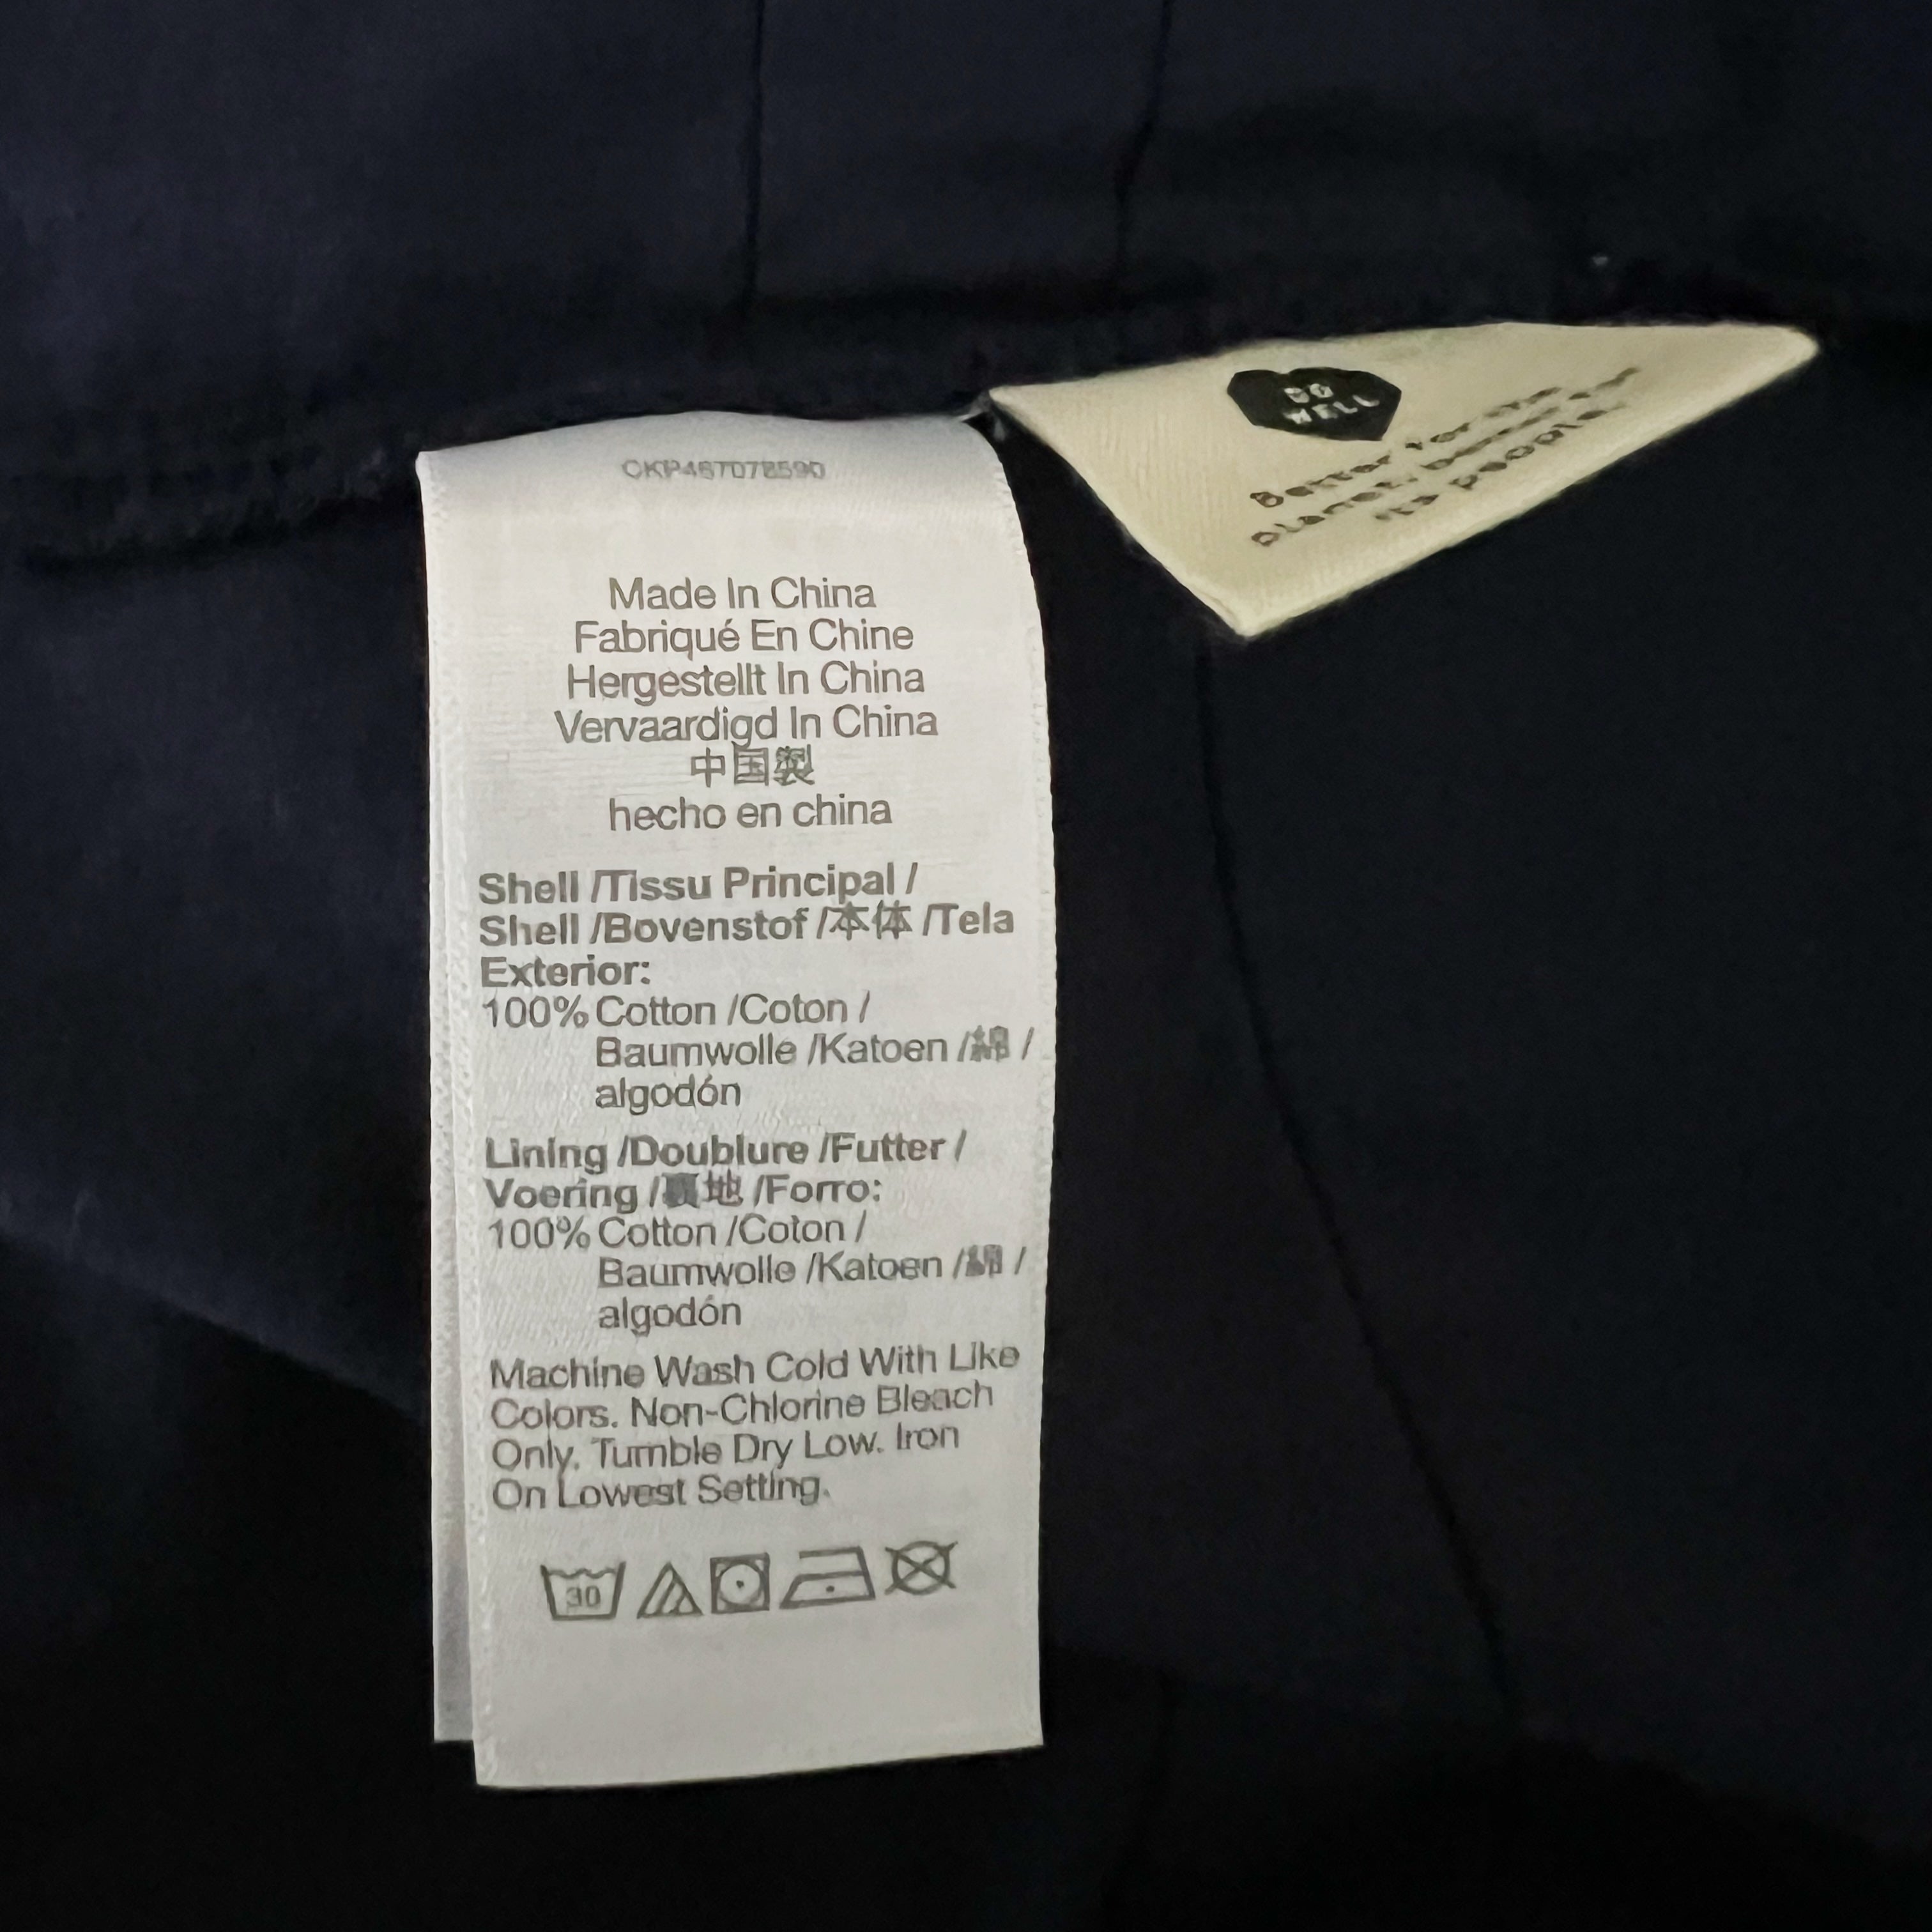 CKP467078590
Made In China
Fabriqué En Chine
Hergestellt In China
Vervaardigd In China
中国製
hecho en china
Shell /Tissu Principal /
Shell /Bovenstof /本体 /Tela
Exterior:
100% Cotton /Coton /
Baumwolle /Katoen /綿 /
algodón
Lining /Doublure /Futter /
Voering /裏地 /Forro:
100% Cotton /Coton /
Baumwolle /Katoen /綿 /
algodón
Machine Wash Cold With Like
Colors. Non-Chlorine Bleach
Only. Tumble Dry Low. Iron
On Lowest Setting.
30
DO
WELL
Better for the
planet, better for
its people.